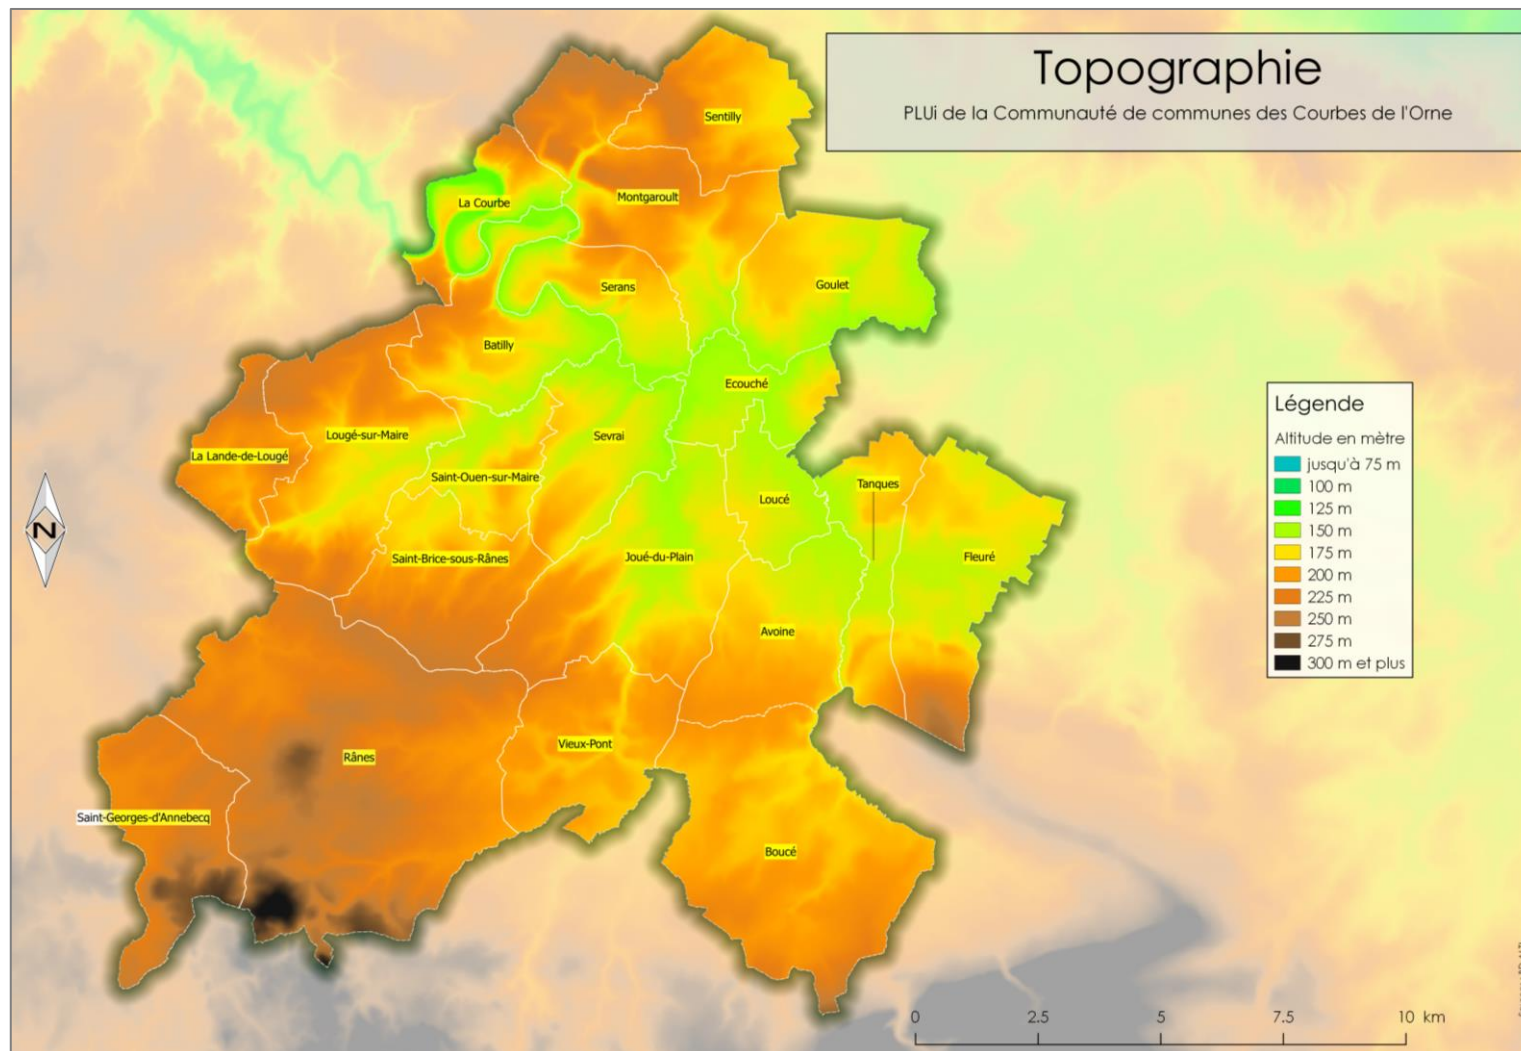 Topographie
PLUi de la Communauté de communes des Courbes de l'Orne
Sentilly
La Courbe
Montgaroult
Serans
Goulet
Batilly
Ecouché
Lougé-sur-Maire
Sevrai
La Lande-de-Lougé
Saint-Ouen-sur-Maire
Tanques
Loucé
Saint-Brice-sous-Rânes
Joué-du-Plain
Fleuré
Avoine
Vieux-Pont
Rânes
Saint-Georges-d'Annebecq
Boucé
N
Légende
Altitude en mètre
jusqu'à 75 m
100 m
125 m
150 m
175 m
200 m
225 m
250 m
275 m
300 m et plus
0 2.5 5 7.5 10 km